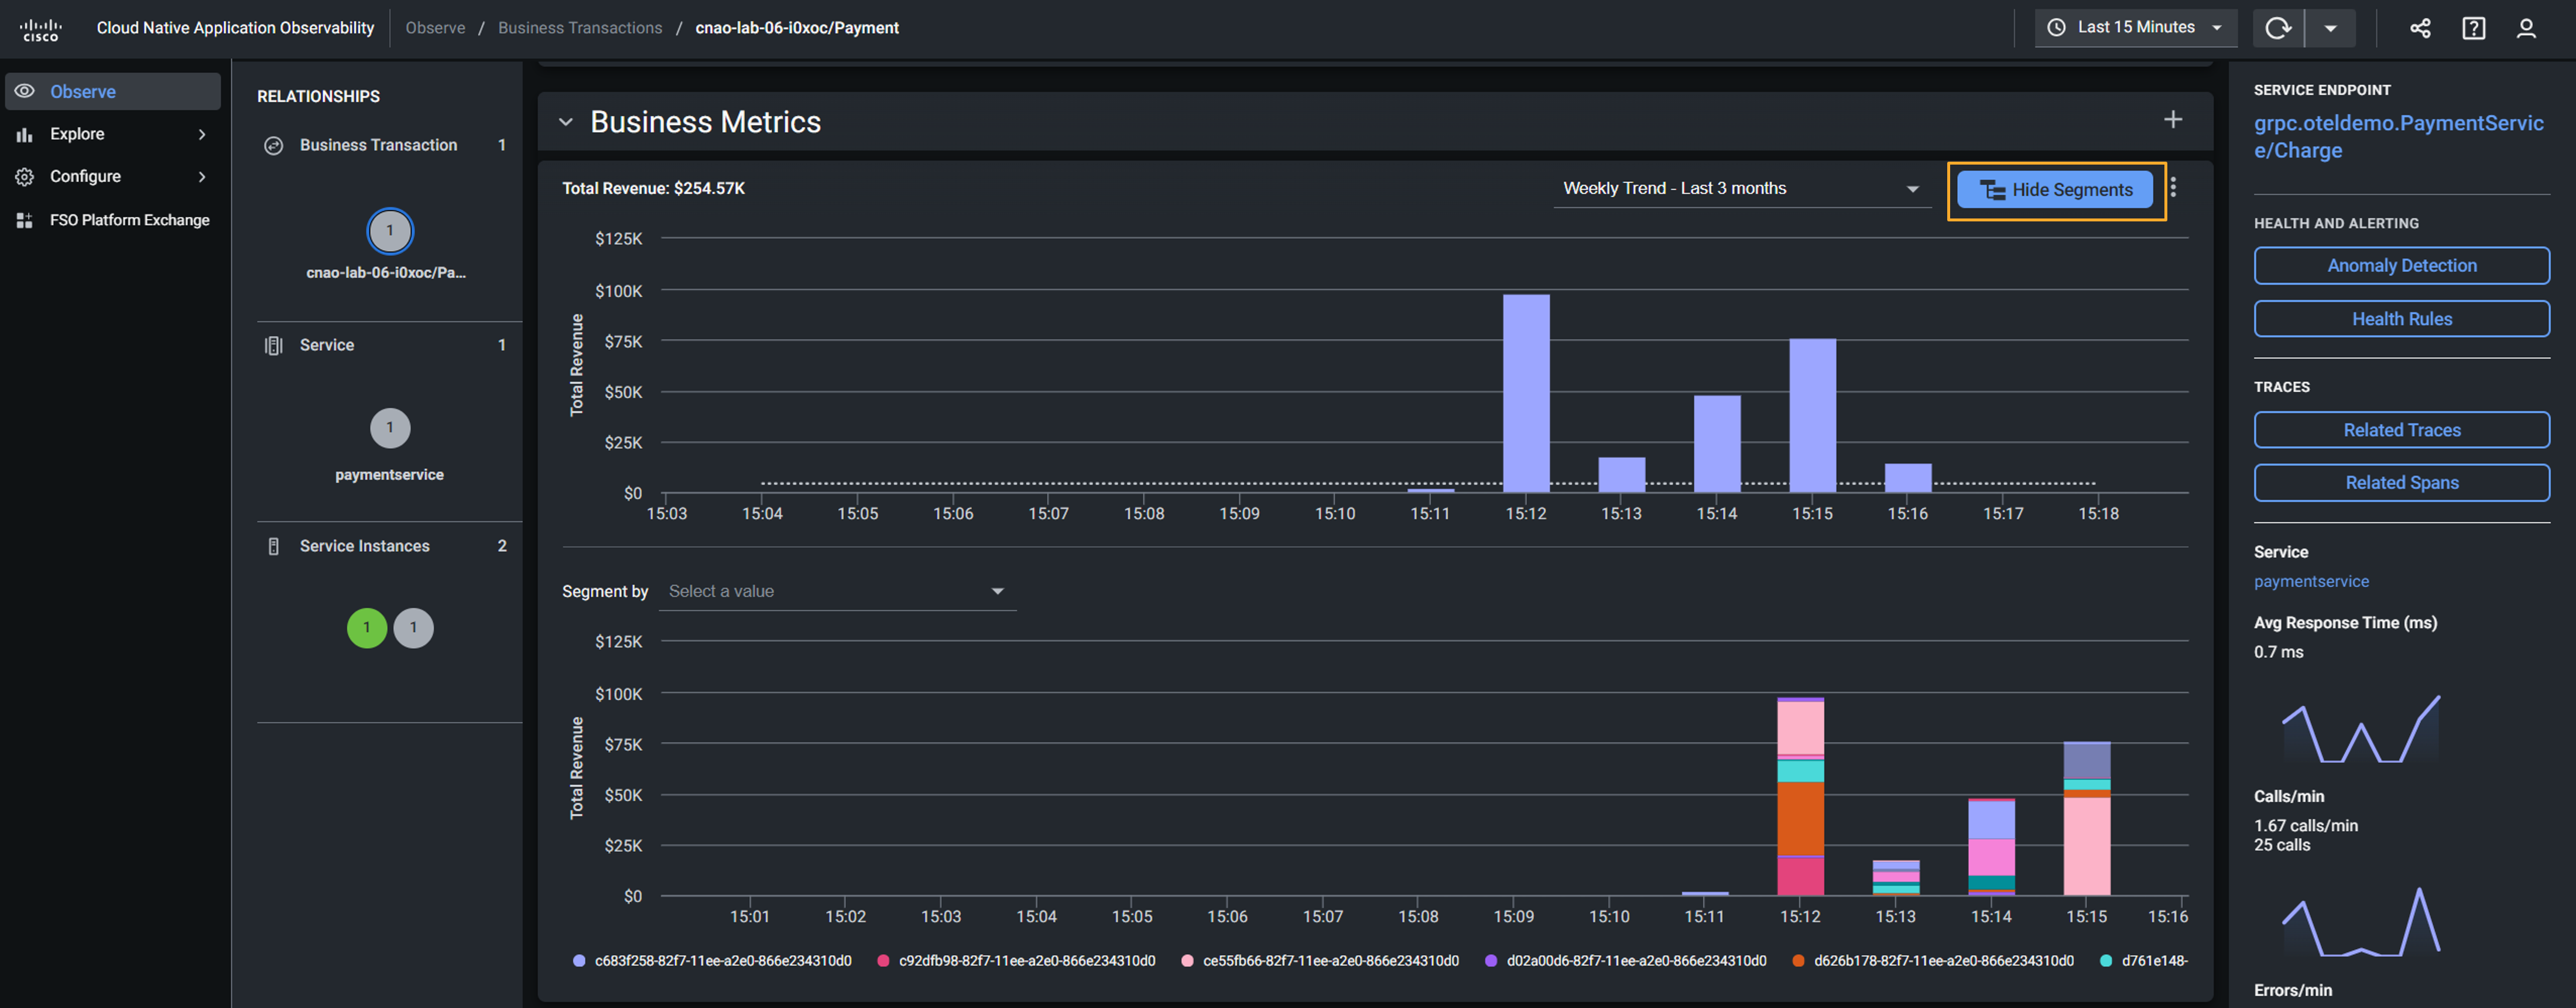 CISCO
Cloud Native Application Observability
Observe / Business Transactions / cnao-lab-06-i0xoc/Payment
Last 15 Minutes
Observe
Explore
Configure
FSO Platform Exchange
RELATIONSHIPS
Business Transaction 1
1
cnao-lab-06-i0xoc/Pa...
Service 1
1
paymentservice
Service Instances 2
1 1
Business Metrics
Total Revenue: $254.57K
Weekly Trend - Last 3 months
Hide Segments
Total Revenue
$125K
$100K
$75K
$50K
$25K
$0
15:03 15:04 15:05 15:06 15:07 15:08 15:09 15:10 15:11 15:12 15:13 15:14 15:15 15:16 15:17 15:18
Segment by Select a value
Total Revenue
$125K
$100K
$75K
$50K
$25K
$0
15:01 15:02 15:03 15:04 15:05 15:06 15:07 15:08 15:09 15:10 15:11 15:12 15:13 15:14 15:15 15:16
c683f258-82f7-11ee-a2e0-866e234310d0 c92dfb98-82f7-11ee-a2e0-866e234310d0 ce55fb66-82f7-11ee-a2e0-866e234310d0 d02a00d6-82f7-11ee-a2e0-866e234310d0 d626b178-82f7-11ee-a2e0-866e234310d0 d761e148-
SERVICE ENDPOINT
grpc.oteldemo.PaymentServic
e/Charge
HEALTH AND ALERTING
Anomaly Detection
Health Rules
TRACES
Related Traces
Related Spans
Service
paymentservice
Avg Response Time (ms)
0.7 ms
Calls/min
1.67 calls/min
25 calls
Errors/min